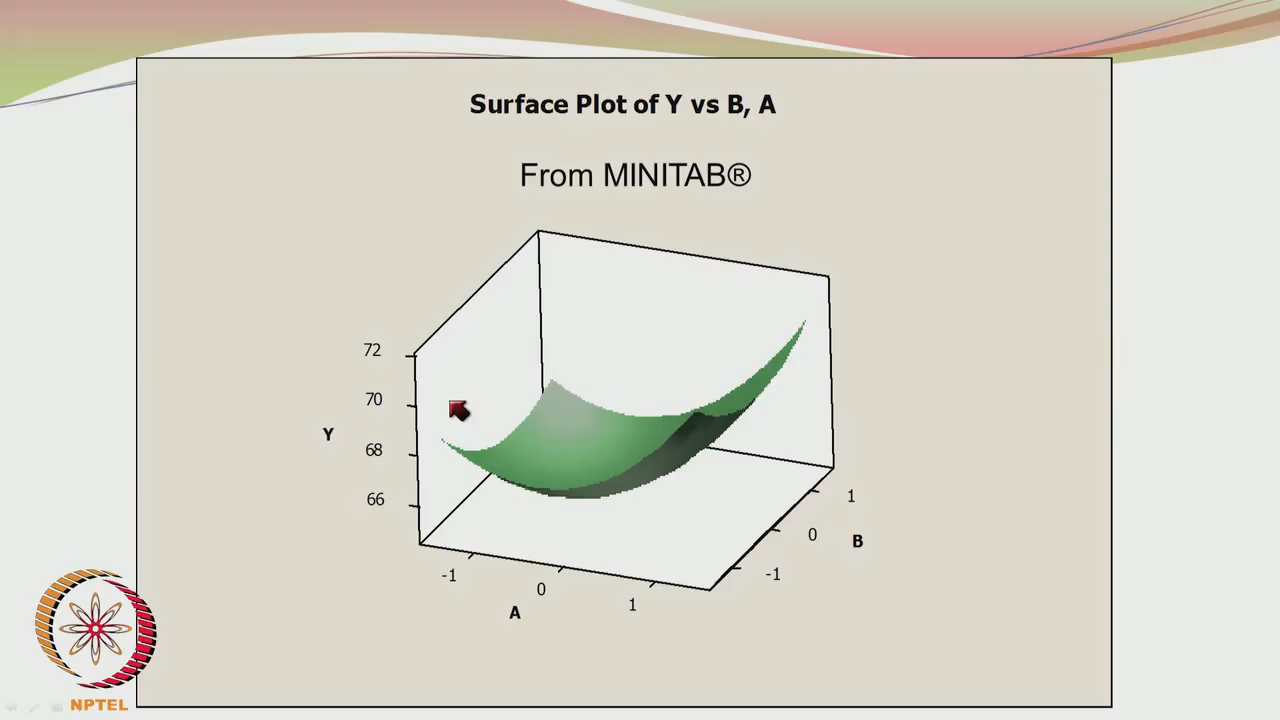 Surface Plot of Y vs B, A
From MINITAB®
72
70
Y
68
66
1
0
B
-1
-1
0
A
1
NPTEL